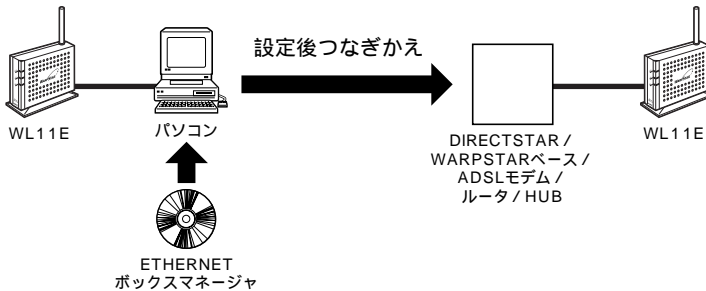 設定後つなぎかえ
WL11E
パソコン
DIRECTSTAR /
WARPSTARベース /
ADSLモデム /
ルータ / HUB
WL11E
ETHERNET
ボックスマネージャ